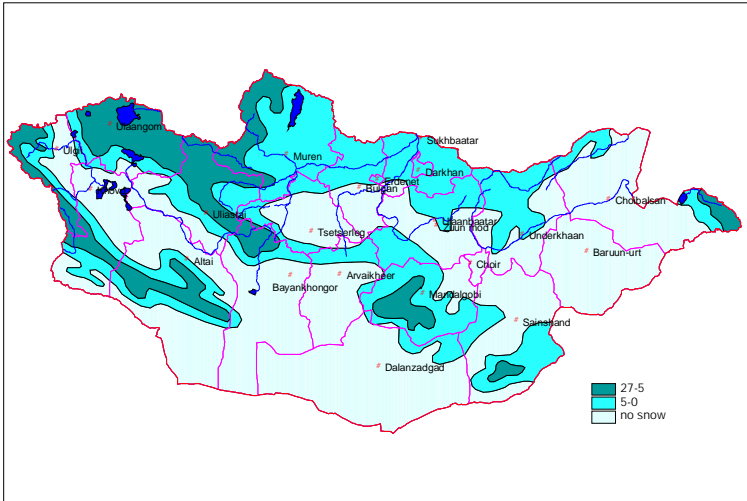 Ulaangom
Ulgi
Sukhbaatar
Muren
Darkhan
Erdenet
Bulgan
Khovd
Choibalsan
Uliastai
Ulaanbaatar
Zuun mod
Tsetserleg
Underkhaan
Baruun-urt
Altai
Choir
Arvaikheer
Bayankhongor
Mandalgobi
Sainshand
Dalanzadgad
27-5
5-0
no snow